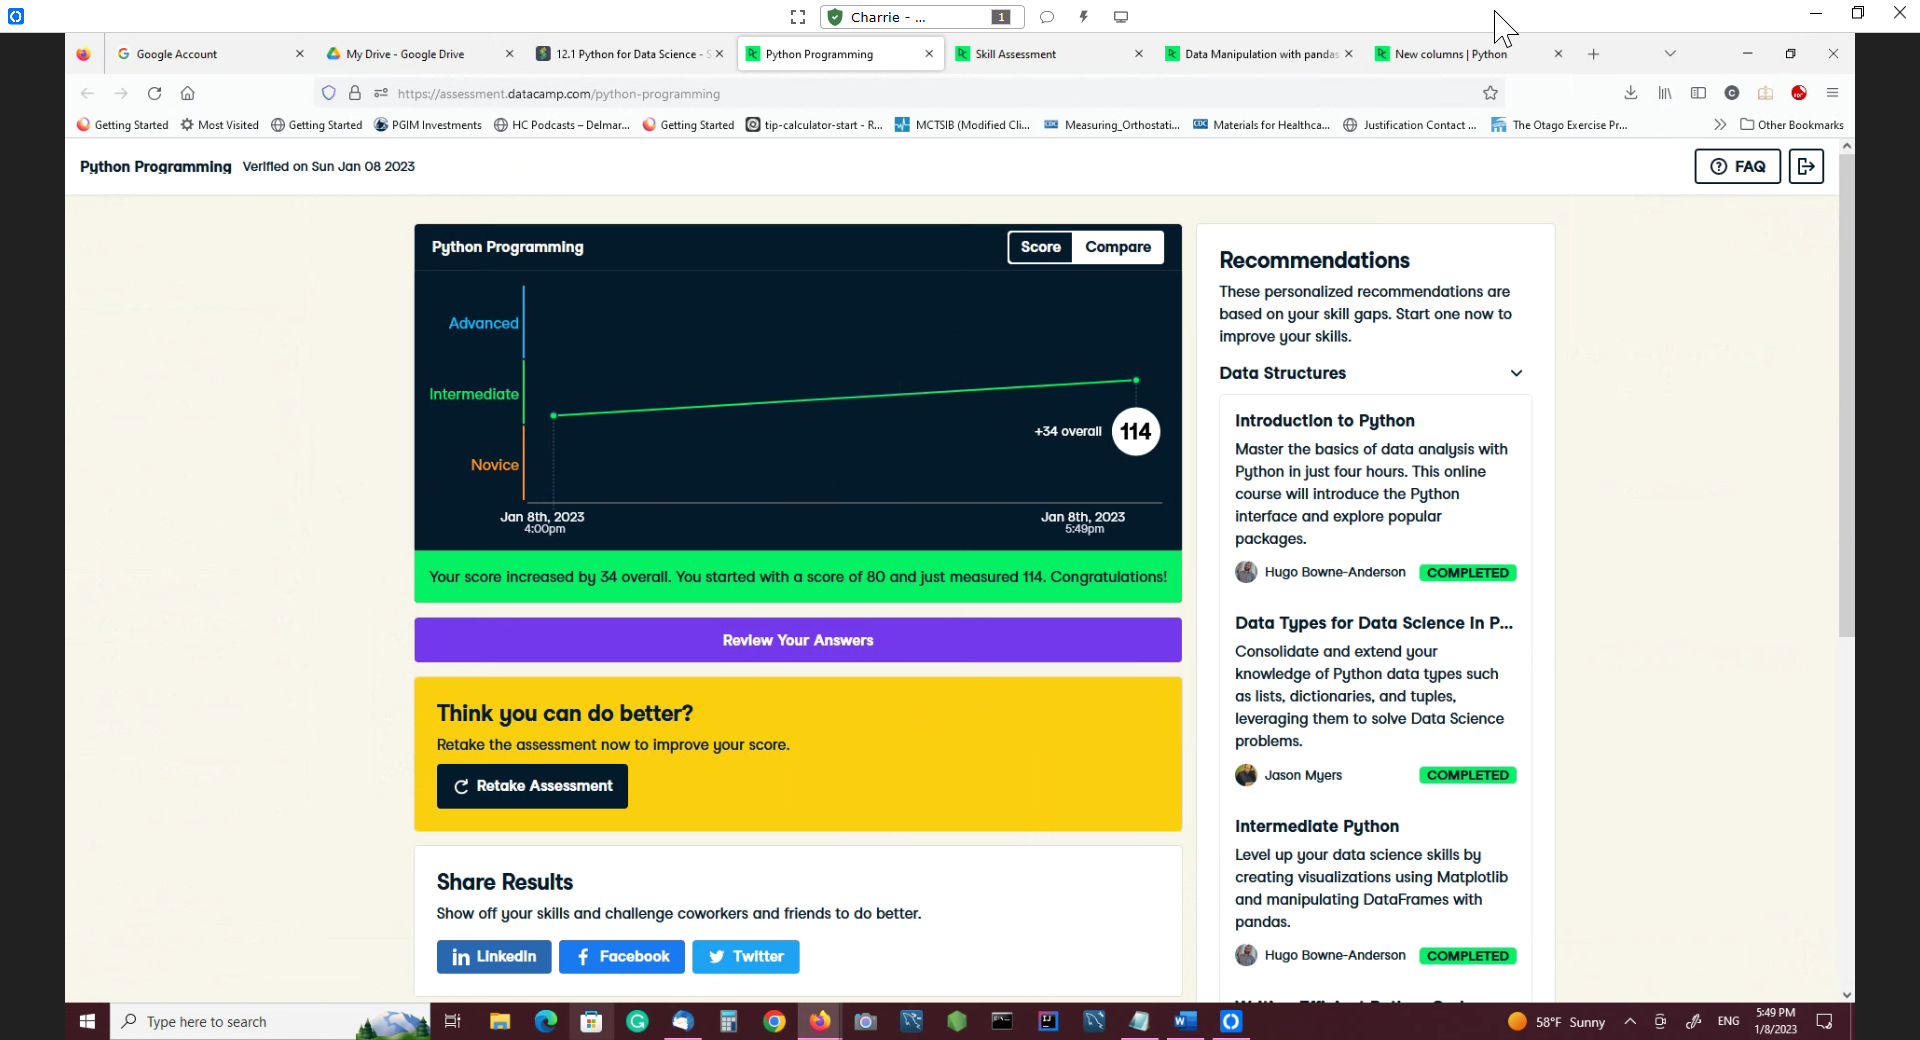 Charrie - ...
1
Google Account
My Drive - Google Drive
12.1 Python for Data Science - S
Python Programming
Skill Assessment
Data Manipulation with pandas
New columns | Python
https://assessment.datacamp.com/python-programming
Getting Started
Most Visited
Getting Started
PGIM Investments
HC Podcasts – Delmar...
Getting Started
tip-calculator-start - R...
MCTSIB (Modified Cli...
Measuring_Orthostati...
Materials for Healthca...
Justification Contact ...
The Otago Exercise Pr...
Other Bookmarks
Python Programming Verified on Sun Jan 08 2023
FAQ
Python Programming
Score
Compare
Advanced
Intermediate
Novice
+34 overall
114
Jan 8th, 2023
4:00pm
Jan 8th, 2023
5:49pm
Your score increased by 34 overall. You started with a score of 80 and just measured 114. Congratulations!
Review Your Answers
Think you can do better?
Retake the assessment now to improve your score.
Retake Assessment
Share Results
Show off your skills and challenge coworkers and friends to do better.
LinkedIn
Facebook
Twitter
Recommendations
These personalized recommendations are
based on your skill gaps. Start one now to
improve your skills.
Data Structures
Introduction to Python
Master the basics of data analysis with
Python in just four hours. This online
course will introduce the Python
interface and explore popular
packages.
Hugo Bowne-Anderson
COMPLETED
Data Types for Data Science in P...
Consolidate and extend your
knowledge of Python data types such
as lists, dictionaries, and tuples,
leveraging them to solve Data Science
problems.
Jason Myers
COMPLETED
Intermediate Python
Level up your data science skills by
creating visualizations using Matplotlib
and manipulating DataFrames with
pandas.
Hugo Bowne-Anderson
COMPLETED
Type here to search
58°F Sunny
ENG
5:49 PM
1/8/2023